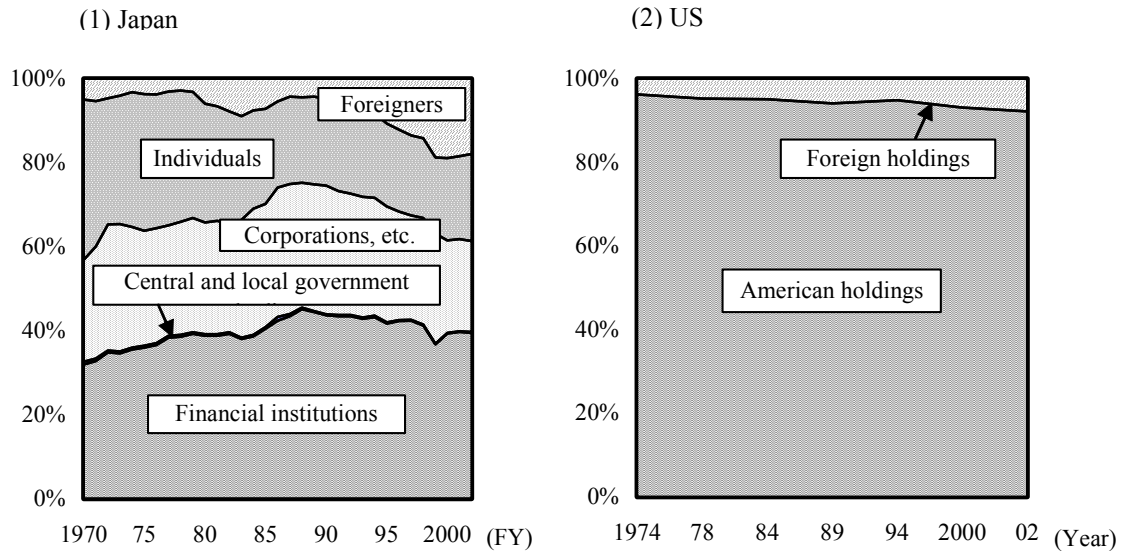 (1) Japan
100%
80%
60%
40%
20%
0%
Foreigners
Individuals
Corporations, etc.
Central and local government
Financial institutions
1970 75 80 85 90 95 2000 (FY)
(2) US
100%
80%
60%
40%
20%
0%
Foreign holdings
American holdings
1974 78 84 89 94 2000 02 (Year)